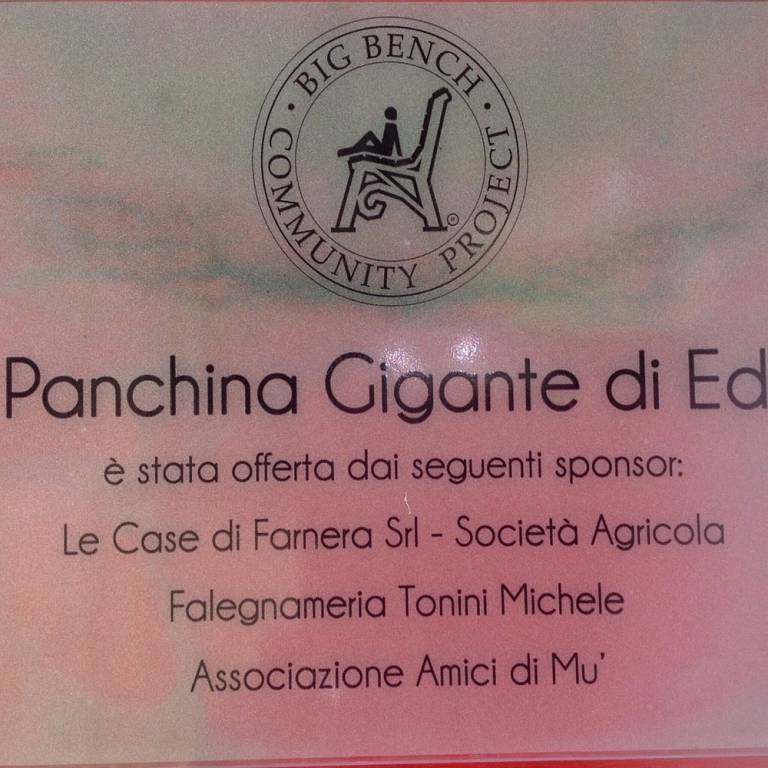 BIG BENCH
COMMUNITY PROJECT
®
Panchina Gigante di Ed
è stata offerta dai seguenti sponsor:
Le Case di Farnera Srl - Società Agricola
Falegnameria Tonini Michele
Associazione Amici di Mu'